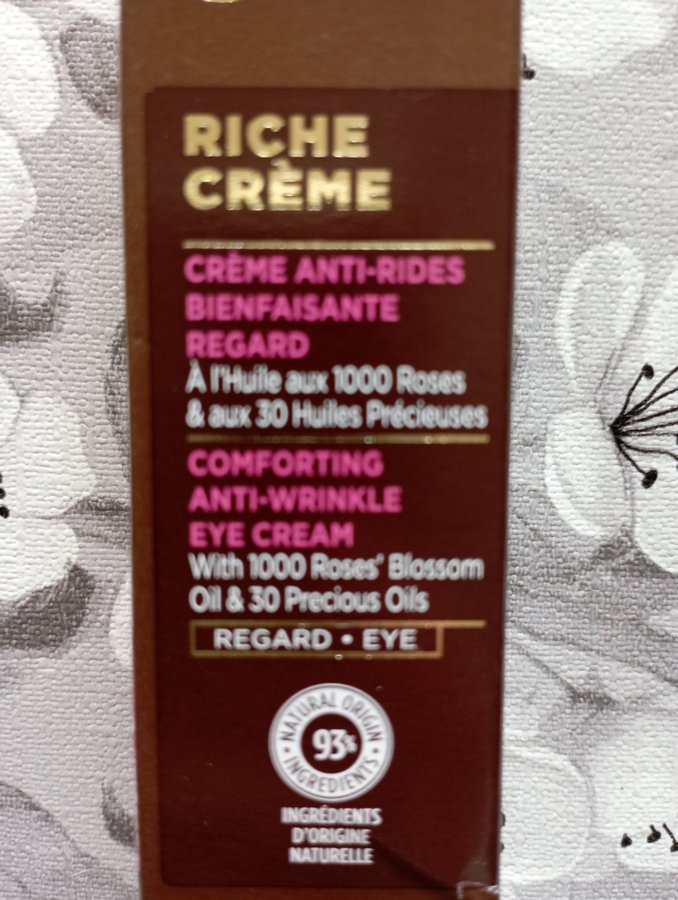 RICHE
CRÈME
CRÈME ANTI-RIDES
BIENFAISANTE
REGARD
À l'Huile aux 1000 Roses
& aux 30 Huiles Précieuses
COMFORTING
ANTI-WRINKLE
EYE CREAM
With 1000 Roses' Blossom
Oil & 30 Precious Oils
REGARD • EYE
NATURAL ORIGIN
93%
INGREDIENTS
INGRÉDIENTS
D'ORIGINE
NATURELLE